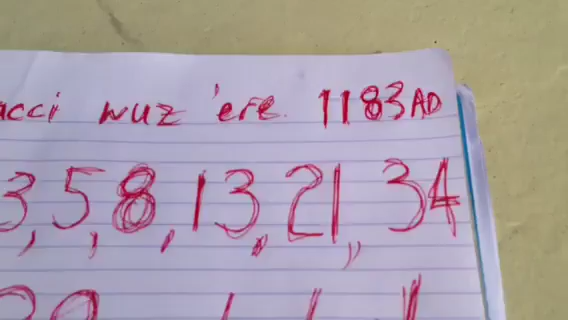 acci wuz 'ere. 1183AD
3, 5, 8, 13, 21, 34